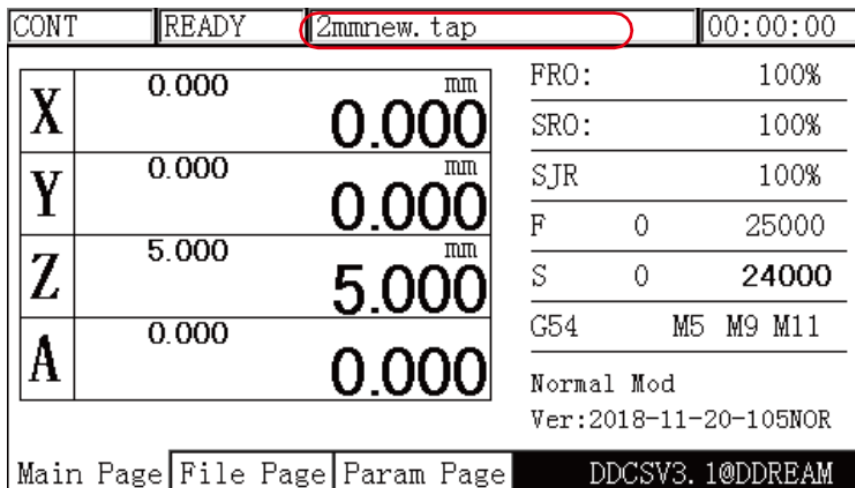 CONT READY 2mmnew.tap 00:00:00
X 0.000 mm 0.000
Y 0.000 mm 0.000
Z 5.000 mm 5.000
A 0.000 0.000
FRO: 100%
SRO: 100%
SJR 100%
F 0 25000
S 0 24000
G54 M5 M9 M11
Normal Mod
Ver:2018-11-20-105NOR
Main Page File Page Param Page DDCSV3.1@DDREAM